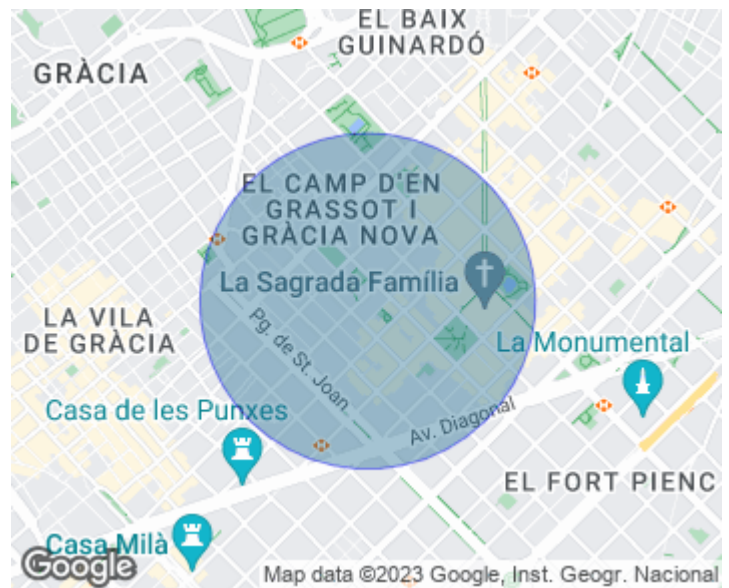 EL BAIX
GUINARDÓ
GRÀCIA
EL CAMP D'EN
GRASSOT I
GRÀCIA NOVA
La Sagrada Família
LA VILA
DE GRÀCIA
Pg. de St. Joan
La Monumental
Casa de les Punxes
Av. Diagonal
EL FORT PIENC
Casa Milà
Google
Map data ©2023 Google, Inst. Geogr. Nacional